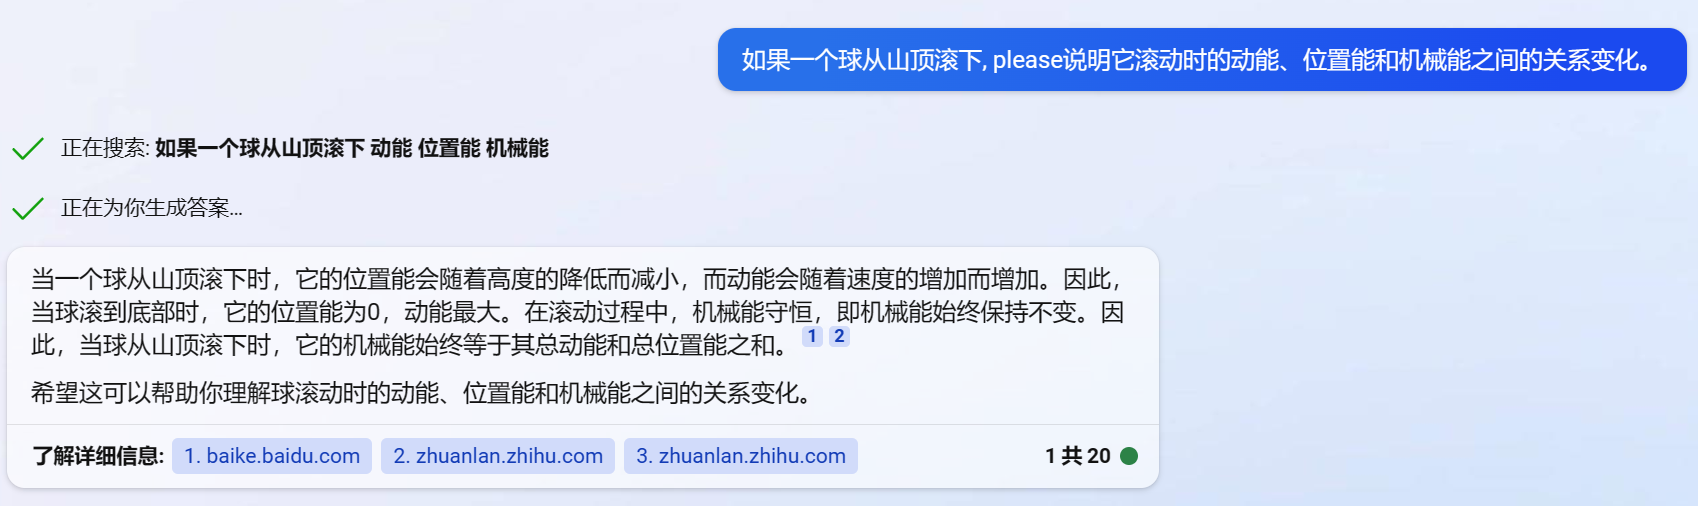 如果一个球从山顶滚下, please说明它滚动时的动能、位置能和机械能之间的关系变化。
正在搜索: 如果一个球从山顶滚下 动能 位置能 机械能
正在为你生成答案...
当一个球从山顶滚下时，它的位置能会随着高度的降低而减小，而动能会随着速度的增加而增加。因此，
当球滚到底部时，它的位置能为0，动能最大。在滚动过程中，机械能守恒，即机械能始终保持不变。因
此，当球从山顶滚下时，它的机械能始终等于其总动能和总位置能之和。 1 2
希望这可以帮助你理解球滚动时的动能、位置能和机械能之间的关系变化。
了解详细信息: 1. baike.baidu.com 2. zhuanlan.zhihu.com 3. zhuanlan.zhihu.com 1 共 20